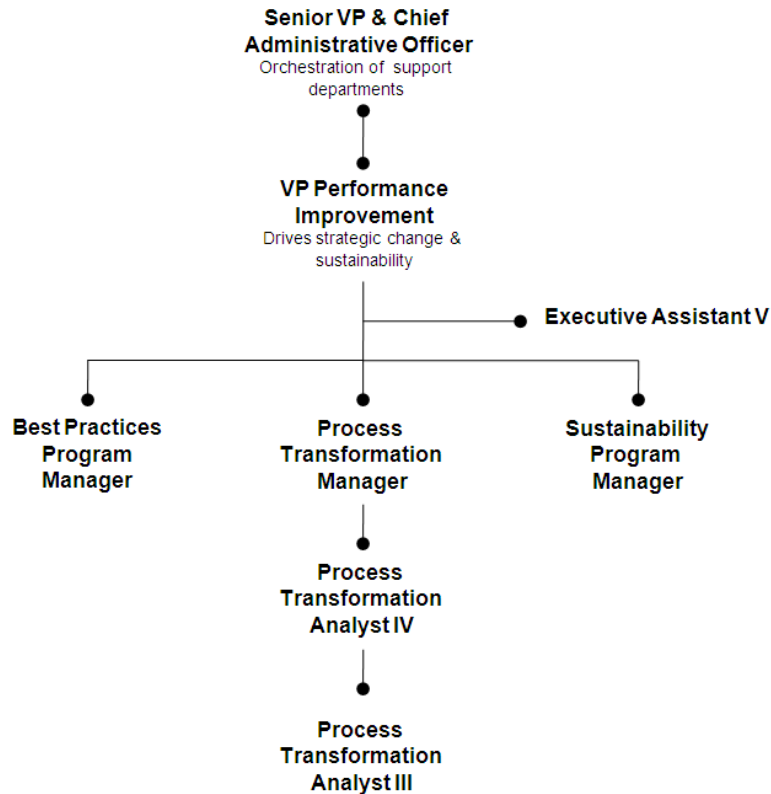 Senior VP & Chief
Administrative Officer
Orchestration of support
departments
VP Performance
Improvement
Drives strategic change &
sustainability
Executive Assistant V
Best Practices
Program
Manager
Process
Transformation
Manager
Sustainability
Program
Manager
Process
Transformation
Analyst IV
Process
Transformation
Analyst III